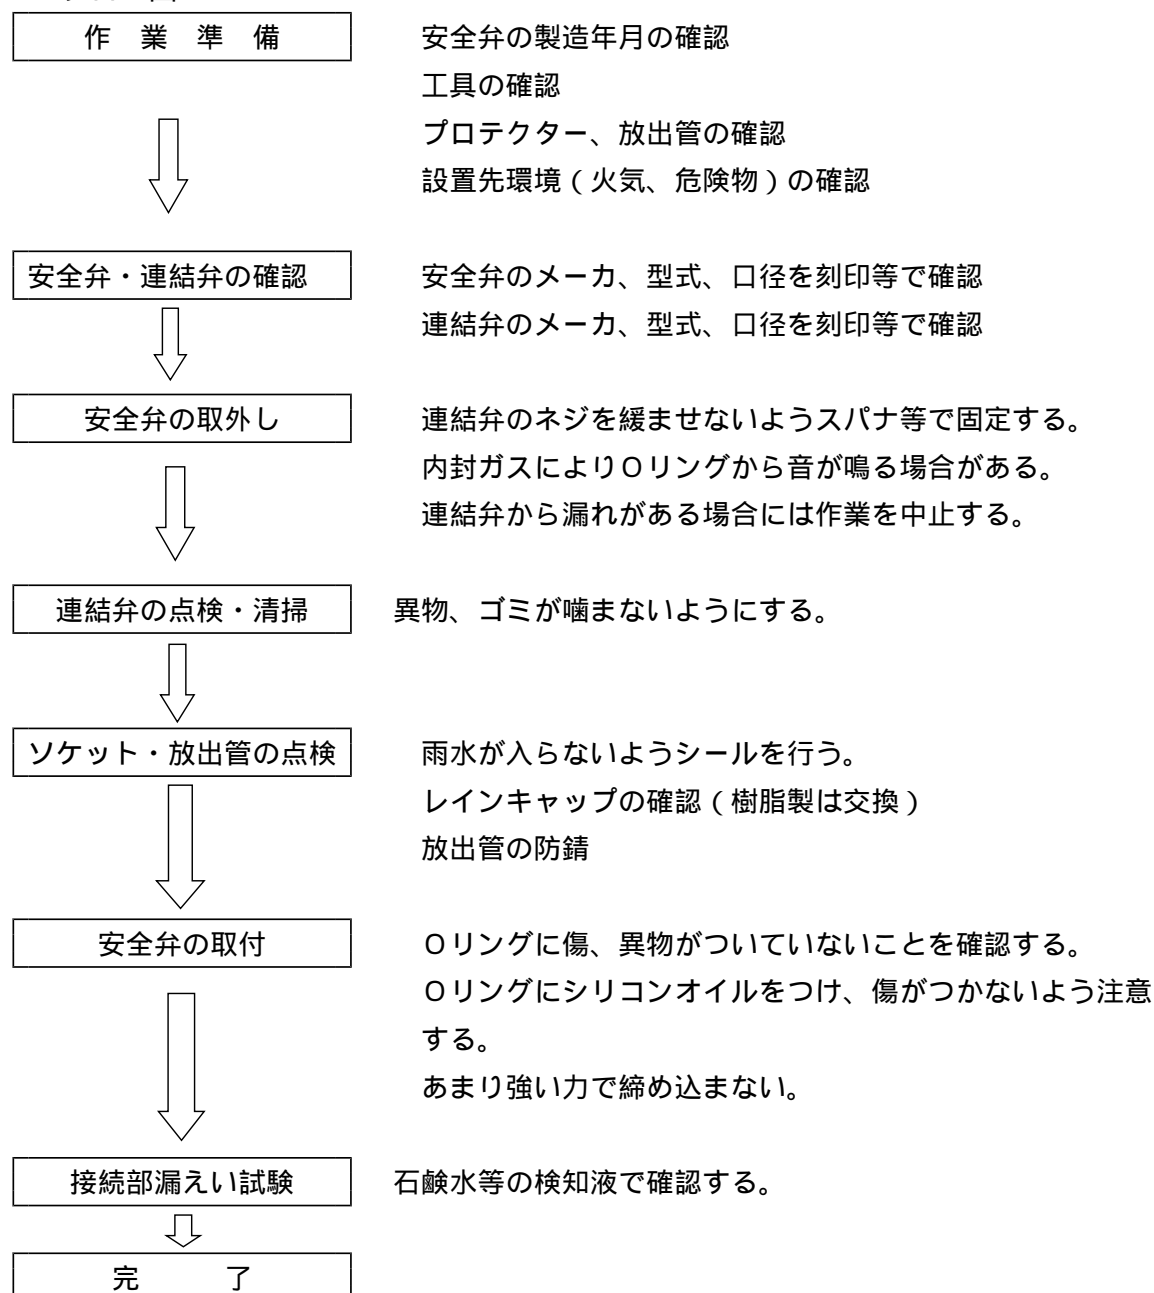 作　業　準　備
安全弁の製造年月の確認
工具の確認
プロテクター、放出管の確認
設置先環境（火気、危険物）の確認
安全弁・連結弁の確認
安全弁のメーカ、型式、口径を刻印等で確認
連結弁のメーカ、型式、口径を刻印等で確認
安全弁の取外し
連結弁のネジを緩ませないようスパナ等で固定する。
内封ガスによりＯリングから音が鳴る場合がある。
連結弁から漏れがある場合には作業を中止する。
連結弁の点検・清掃
異物、ゴミが噛まないようにする。
ソケット・放出管の点検
雨水が入らないようシールを行う。
レインキャップの確認（樹脂製は交換）
放出管の防錆
安全弁の取付
Ｏリングに傷、異物がついていないことを確認する。
Ｏリングにシリコンオイルをつけ、傷がつかないよう注意
する。
あまり強い力で締め込まない。
接続部漏えい試験
石鹸水等の検知液で確認する。
完　　　了